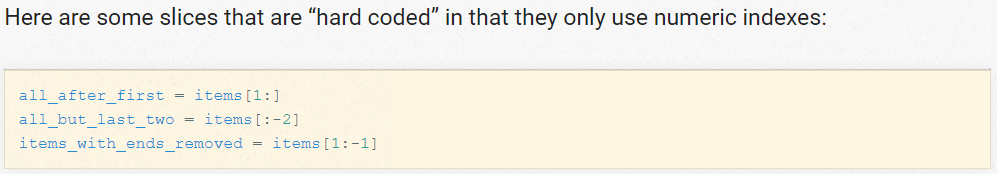 Here are some slices that are “hard coded” in that they only use numeric indexes:
all_after_first = items[1:]
all_but_last_two = items[:-2]
items_with_ends_removed = items[1:-1]